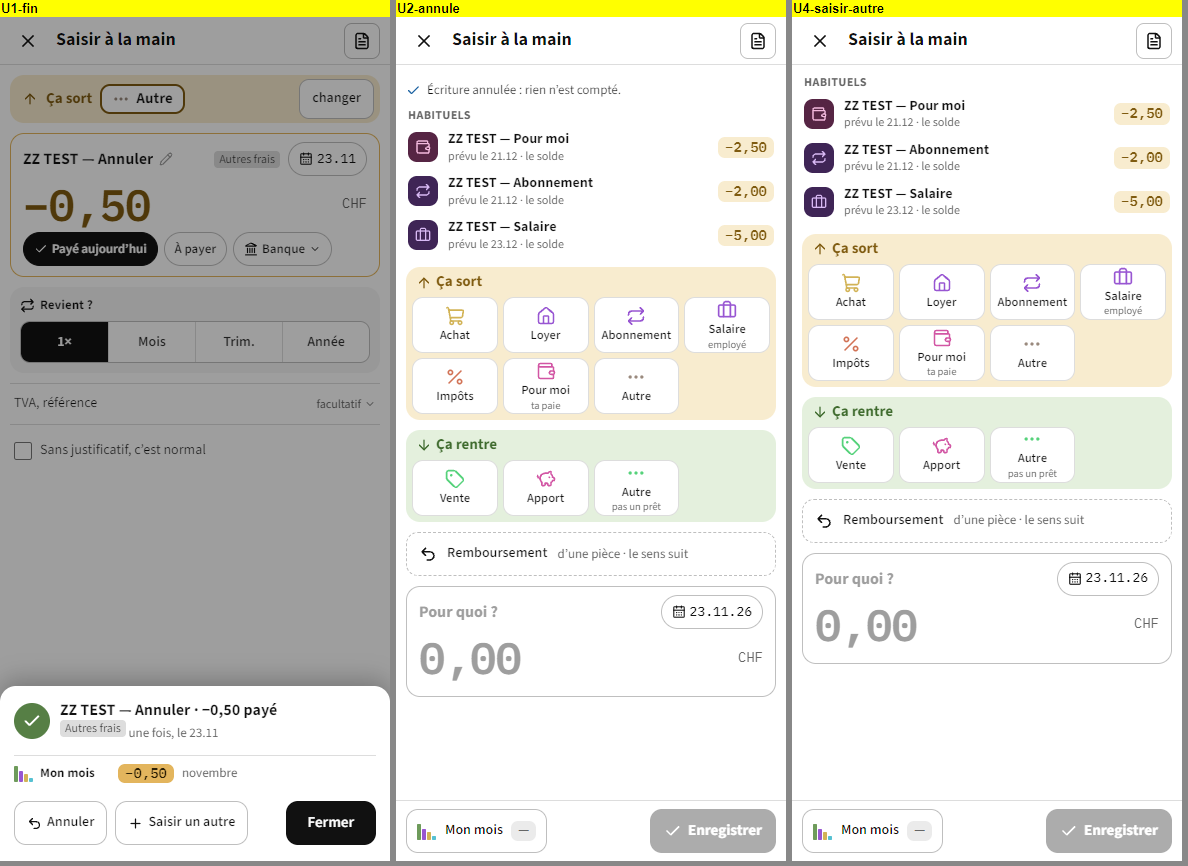 U1-fin
Saisir à la main
Ça sort
··· Autre
changer
ZZ TEST — Annuler
Autres frais
23.11
−0,50
CHF
Payé aujourd'hui
À payer
Banque
Revient ?
1×
Mois
Trim.
Année
TVA, référence
facultatif
Sans justificatif, c'est normal
ZZ TEST — Annuler · −0,50 payé
Autres frais une fois, le 23.11
Mon mois
−0,50
novembre
Annuler
+ Saisir un autre
Fermer
U2-annule
Saisir à la main
Écriture annulée : rien n'est compté.
HABITUELS
ZZ TEST — Pour moi
prévu le 21.12 · le solde
−2,50
ZZ TEST — Abonnement
prévu le 21.12 · le solde
−2,00
ZZ TEST — Salaire
prévu le 23.12 · le solde
−5,00
Ça sort
Achat
Loyer
Abonnement
Salaire
employé
Impôts
Pour moi
ta paie
Autre
Ça rentre
Vente
Apport
Autre
pas un prêt
Remboursement d'une pièce · le sens suit
Pour quoi ?
23.11.26
0,00
CHF
Mon mois
—
Enregistrer
U4-saisir-autre
Saisir à la main
HABITUELS
ZZ TEST — Pour moi
prévu le 21.12 · le solde
−2,50
ZZ TEST — Abonnement
prévu le 21.12 · le solde
−2,00
ZZ TEST — Salaire
prévu le 23.12 · le solde
−5,00
Ça sort
Achat
Loyer
Abonnement
Salaire
employé
Impôts
Pour moi
ta paie
Autre
Ça rentre
Vente
Apport
Autre
pas un prêt
Remboursement d'une pièce · le sens suit
Pour quoi ?
23.11.26
0,00
CHF
Mon mois
—
Enregistrer